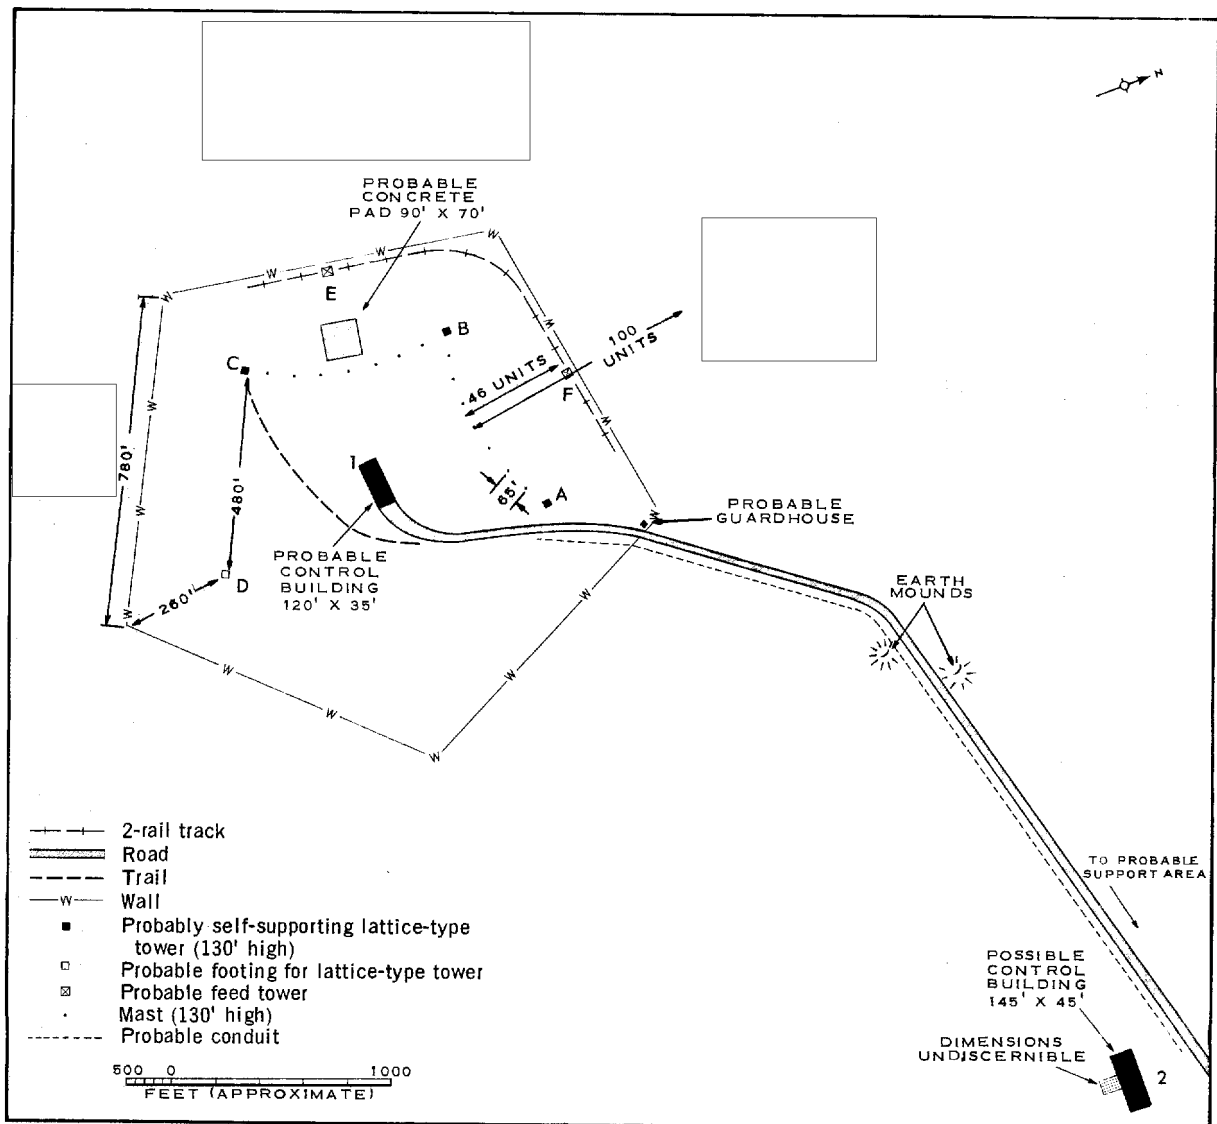 N
PROBABLE
CONCRETE
PAD 90' X 70'
W
W
W
W
E
B
C
100
UNITS
46 UNITS
F
W
W
W
W
780'
480'
1
65'
A
W
PROBABLE
GUARDHOUSE
W
PROBABLE
CONTROL
BUILDING
120' X 35'
D
260'
W
EARTH
MOUNDS
W
W
W
W
W
2-rail track
Road
Trail
W Wall
Probably self-supporting lattice-type
tower (130' high)
Probable footing for lattice-type tower
Probable feed tower
Mast (130' high)
Probable conduit
500 0 1000
FEET (APPROXIMATE)
TO PROBABLE
SUPPORT AREA
POSSIBLE
CONTROL
BUILDING
145' X 45'
DIMENSIONS
UNDISCERNIBLE
2